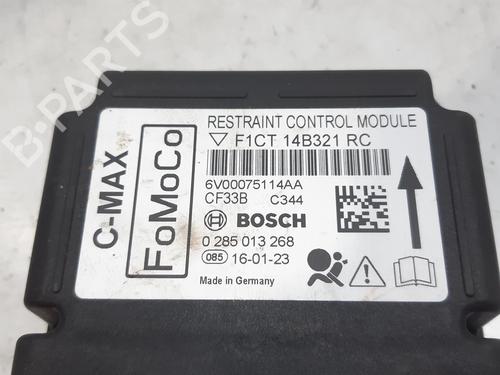 RESTRAINT CONTROL MODULE
F1CT 14B321 RC
6V00075114AA
CF33B C344
BOSCH
0 285 013 268
085 16-01-23
Made in Germany
C-MAX
FoMoCo
B-PARTS